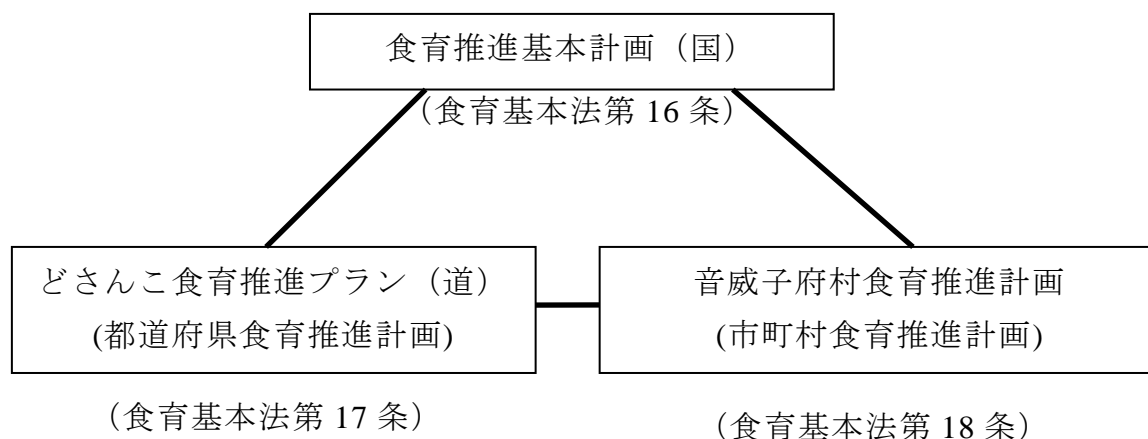 食育推進基本計画（国）
（食育基本法第 16 条）
どさんこ食育推進プラン（道）
(都道府県食育推進計画)
（食育基本法第 17 条）
音威子府村食育推進計画
(市町村食育推進計画)
（食育基本法第 18 条）